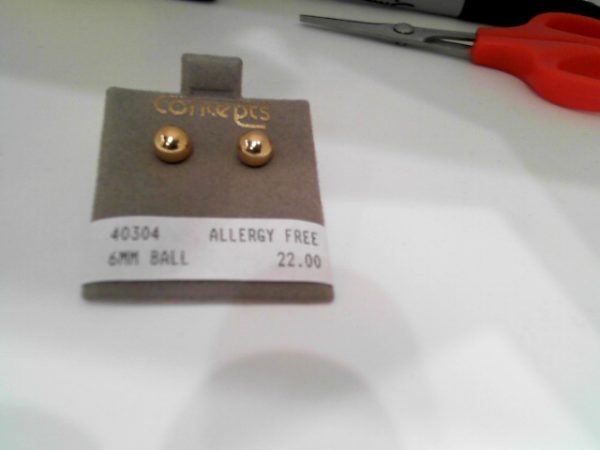 Concepts
40304 ALLERGY FREE
6MM BALL 22.00